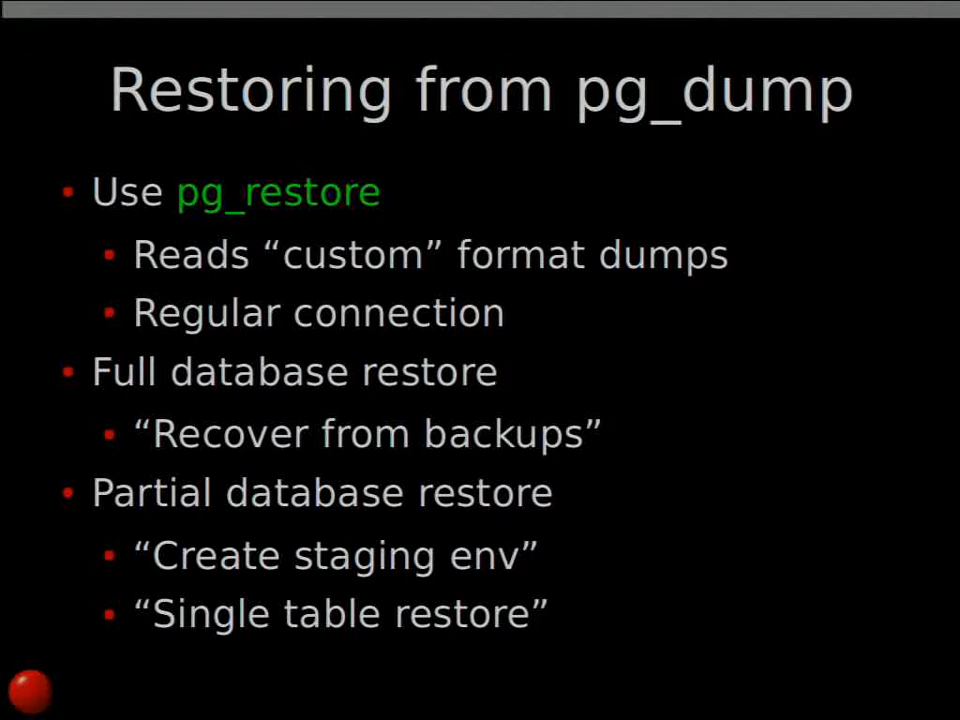 Restoring from pg_dump
Use pg_restore
Reads “custom” format dumps
Regular connection
Full database restore
“Recover from backups”
Partial database restore
“Create staging env”
“Single table restore”